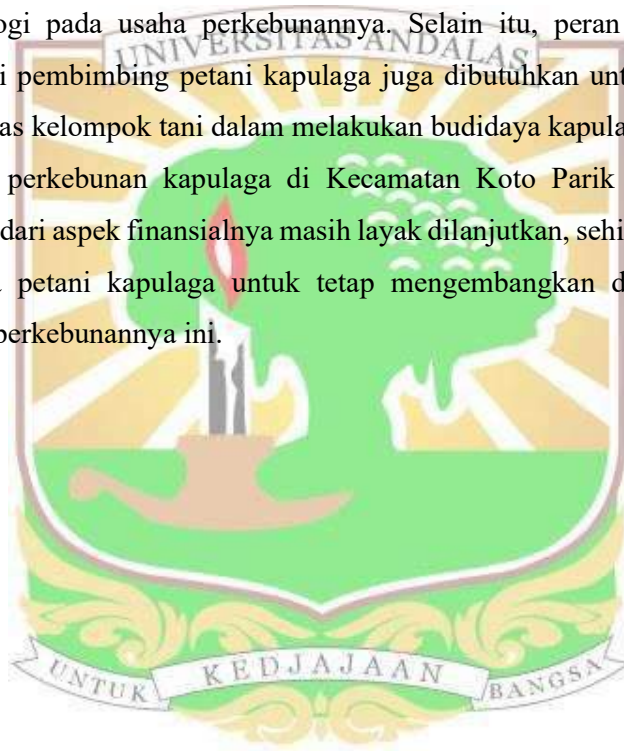 ogi pada usaha perkebunannya. Selain itu, peran
i pembimbing petani kapulaga juga dibutuhkan unt
as kelompok tani dalam melakukan budidaya kapula
perkebunan kapulaga di Kecamatan Koto Parik
dari aspek finansialnya masih layak dilanjutkan, sehi
petani kapulaga untuk tetap mengembangkan d
perkebunannya ini.
UNIVERSITAS ANDALAS
UNTUK KEDJAJAAN BANGSA